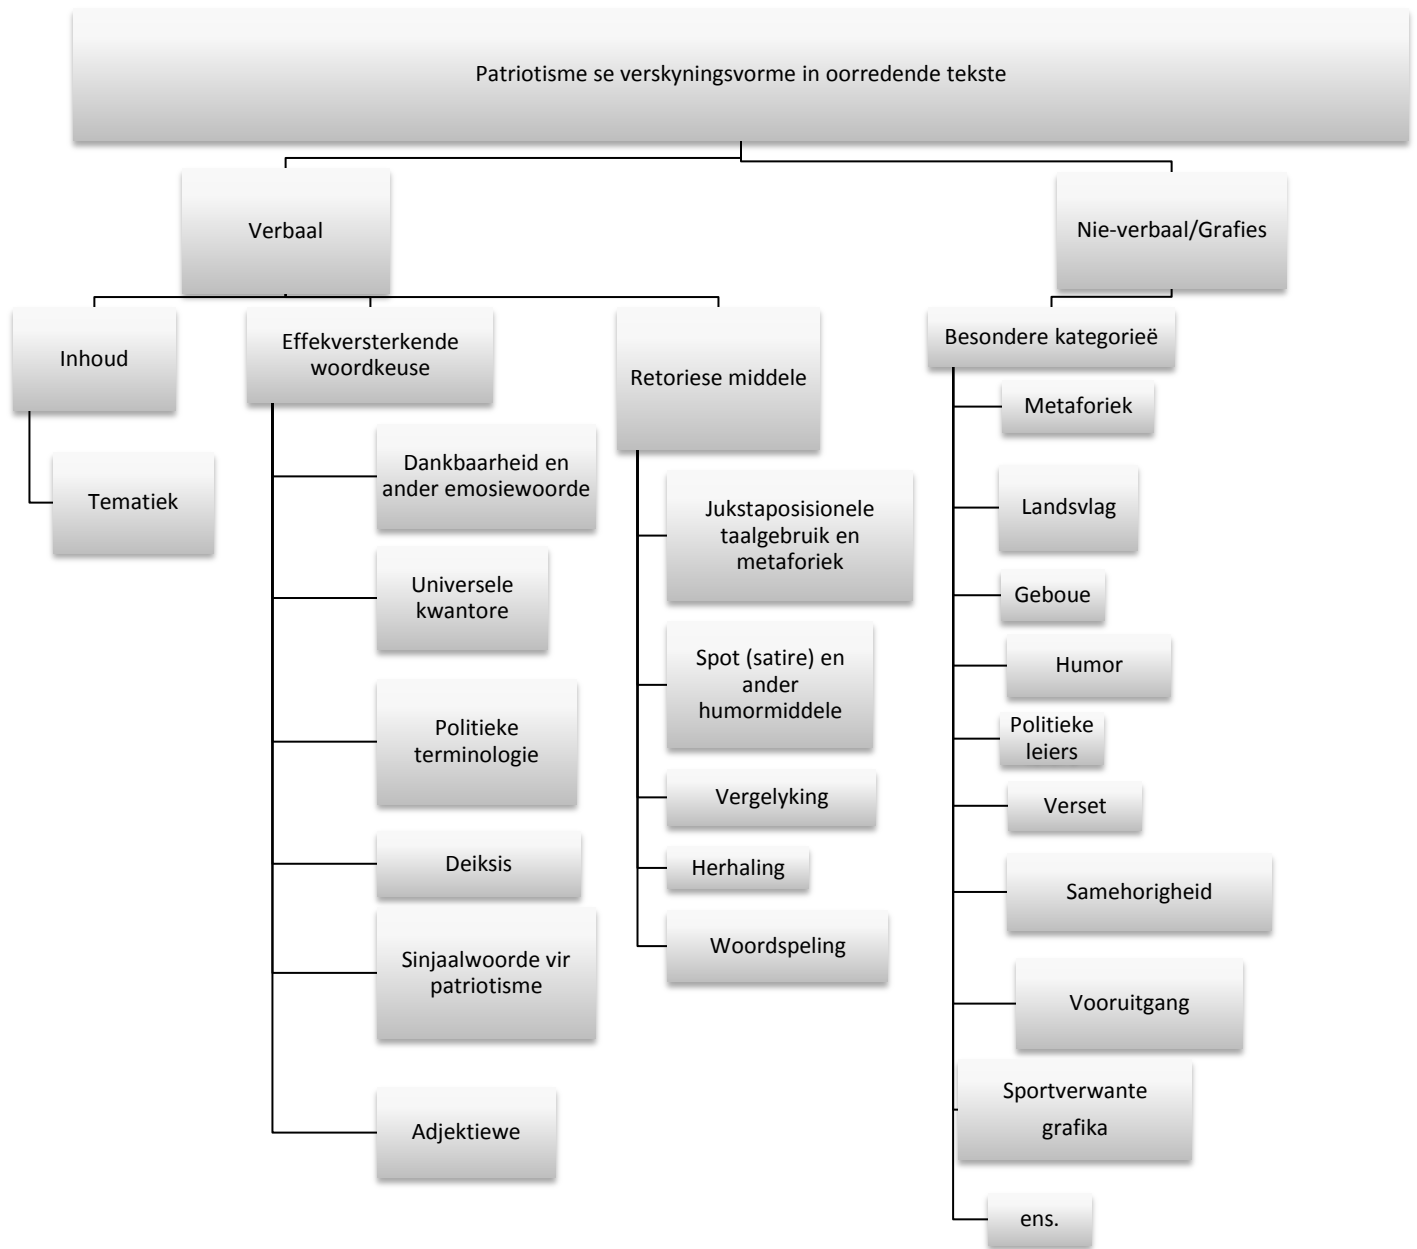 Patriotisme se verskyningsvorme in oorredende tekste
Verbaal
Nie-verbaal/Grafies
Inhoud
Tematiek
Effekversterkende
woordkeuse
Dankbaarheid en
ander emosiewoorde
Universele
kwantore
Politieke
terminologie
Deiksis
Sinjaalwoorde vir
patriotisme
Adjektiewe
Retoriese middele
Jukstaposisionele
taalgebruik en
metaforiek
Spot (satire) en
ander
humormiddele
Vergelyking
Herhaling
Woordspeling
Besondere kategorieë
Metaforiek
Landsvlag
Geboue
Humor
Politieke
leiers
Verset
Samehorigheid
Vooruitgang
Sportverwante
grafika
ens.